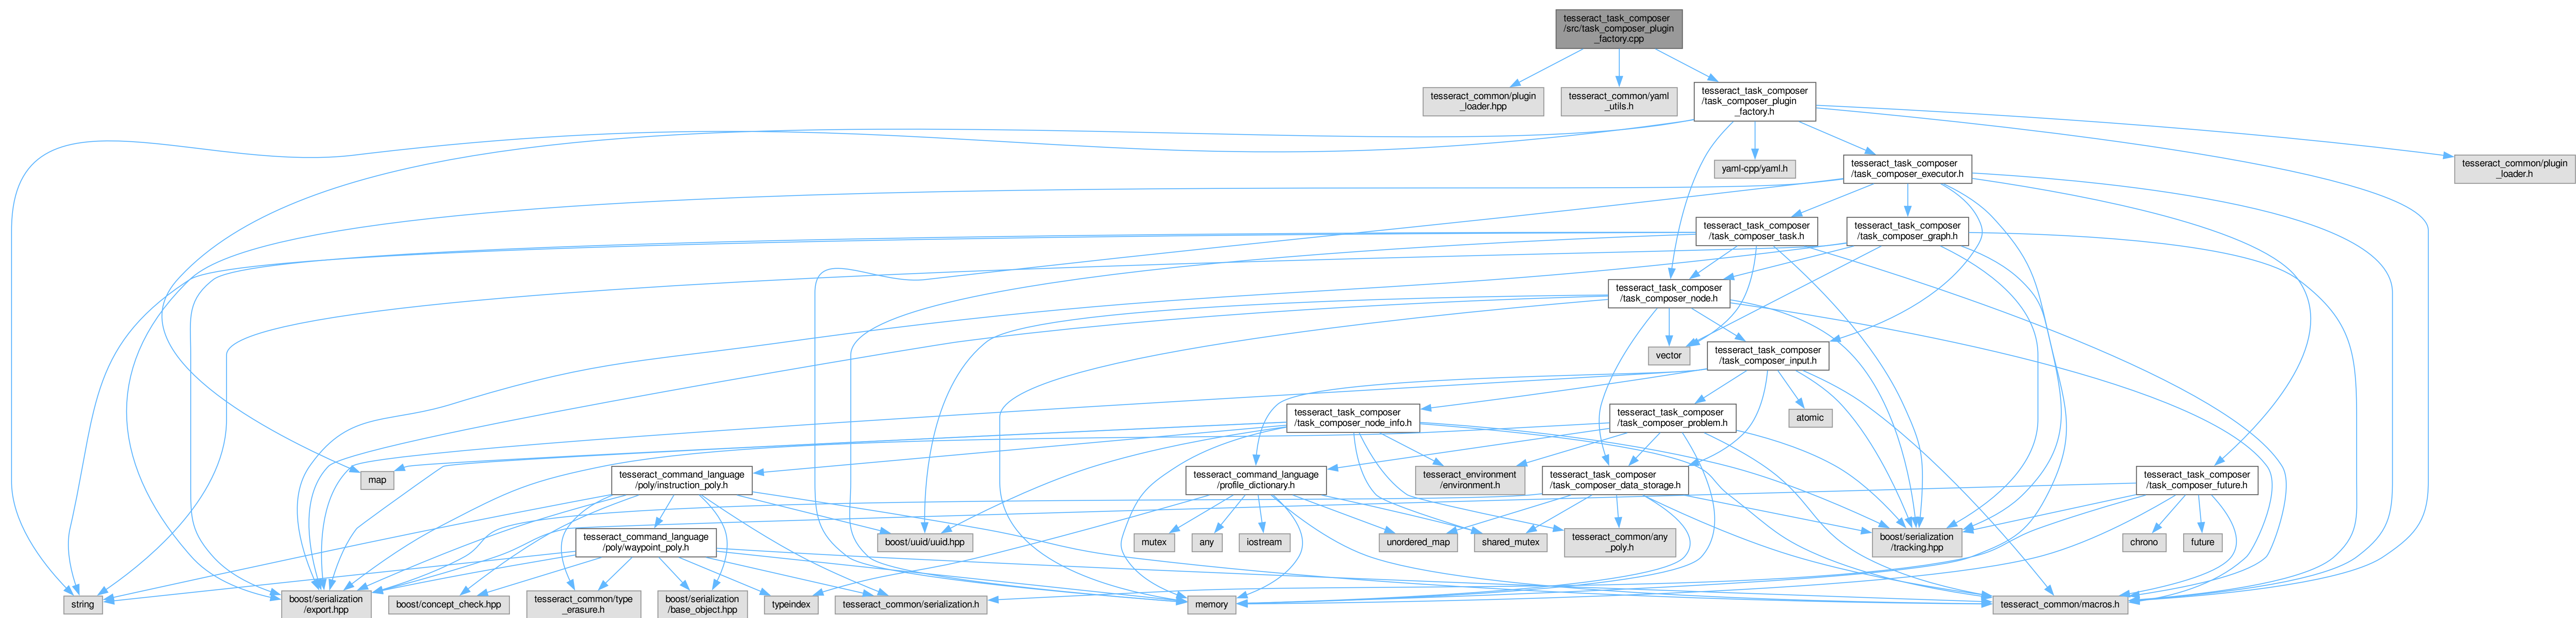 tesseract_task_composer
/src/task_composer_plugin
_factory.cpp
tesseract_common/plugin
_loader.hpp
tesseract_common/yaml
_utils.h
tesseract_task_composer
/task_composer_plugin
_factory.h
yaml-cpp/yaml.h
tesseract_task_composer
/task_composer_executor.h
tesseract_common/plugin
_loader.h
tesseract_task_composer
/task_composer_task.h
tesseract_task_composer
/task_composer_graph.h
tesseract_task_composer
/task_composer_node.h
vector
tesseract_task_composer
/task_composer_input.h
tesseract_task_composer
/task_composer_node_info.h
tesseract_task_composer
/task_composer_problem.h
atomic
map
tesseract_command_language
/poly/instruction_poly.h
tesseract_command_language
/profile_dictionary.h
tesseract_environment
/environment.h
tesseract_task_composer
/task_composer_data_storage.h
tesseract_task_composer
/task_composer_future.h
tesseract_command_language
/poly/waypoint_poly.h
boost/uuid/uuid.hpp
mutex
any
iostream
unordered_map
shared_mutex
tesseract_common/any
_poly.h
boost/serialization
/tracking.hpp
chrono
future
string
boost/serialization
/export.hpp
boost/concept_check.hpp
tesseract_common/type
_erasure.h
boost/serialization
/base_object.hpp
typeindex
tesseract_common/serialization.h
memory
tesseract_common/macros.h